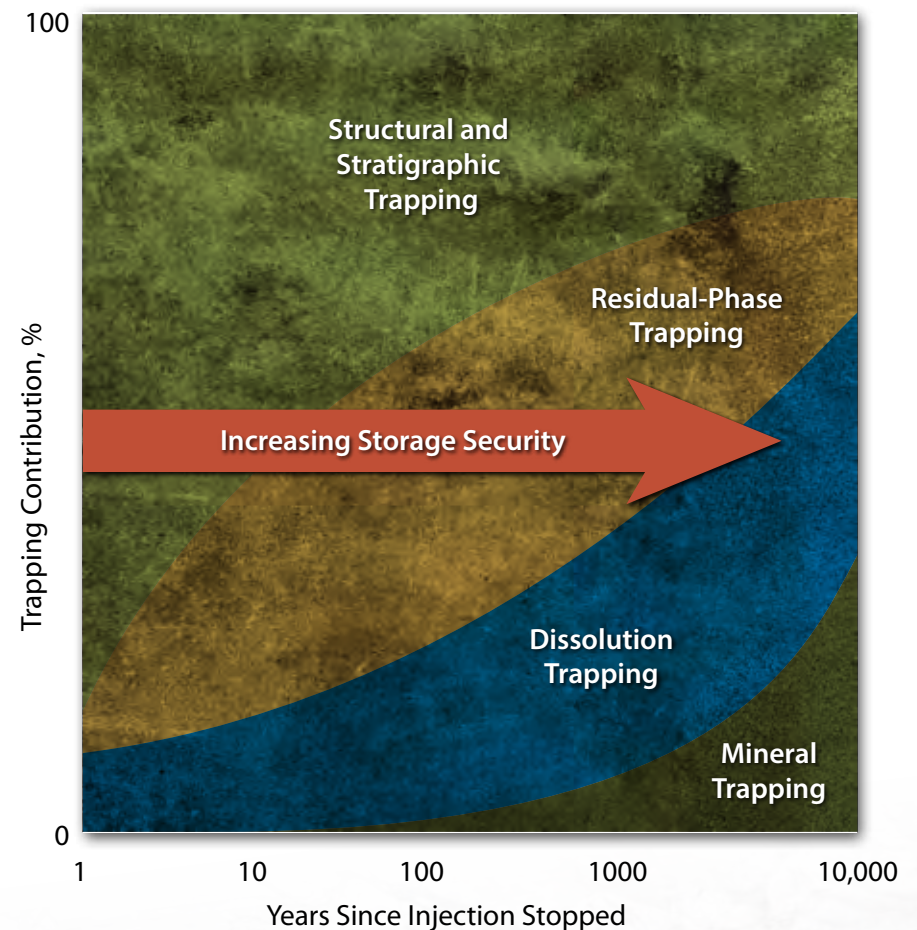 100
Structural and
Stratigraphic
Trapping
Residual-Phase
Trapping
Trapping Contribution, %
Increasing Storage Security
Dissolution
Trapping
Mineral
Trapping
0
1 10 100 1000 10,000
Years Since Injection Stopped